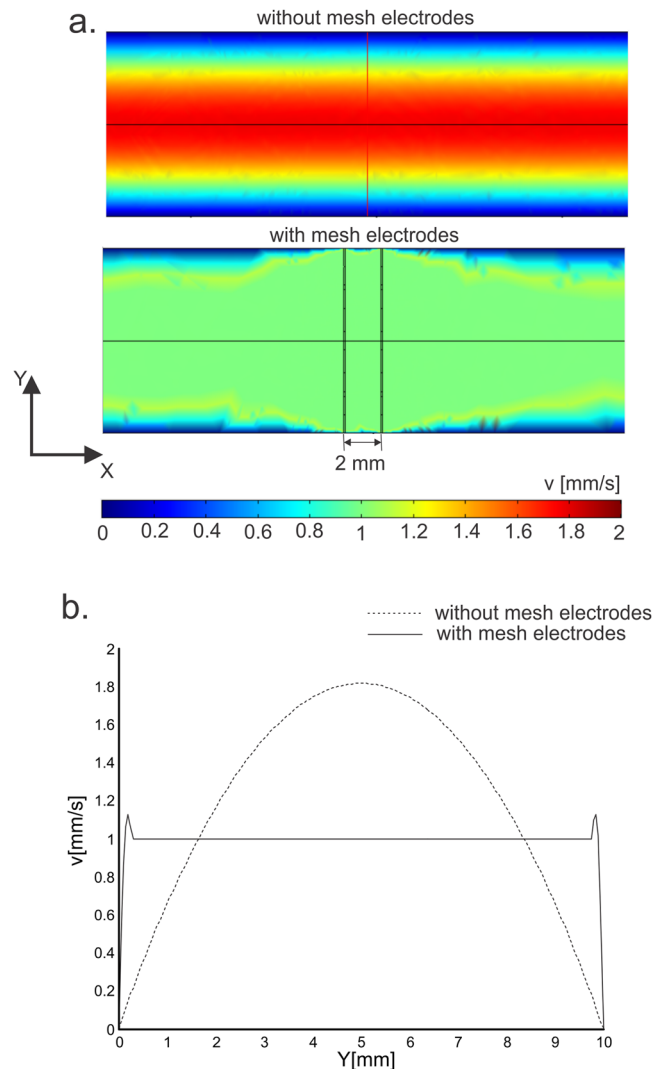 a.
without mesh electrodes
with mesh electrodes
Y
X
2 mm
v [mm/s]
0 0.2 0.4 0.6 0.8 1 1.2 1.4 1.6 1.8 2
b.
without mesh electrodes
with mesh electrodes
2
1.8
1.6
1.4
1.2
1
0.8
0.6
0.4
0.2
0
v[mm/s]
0 1 2 3 4 5 6 7 8 9 10
Y[mm]